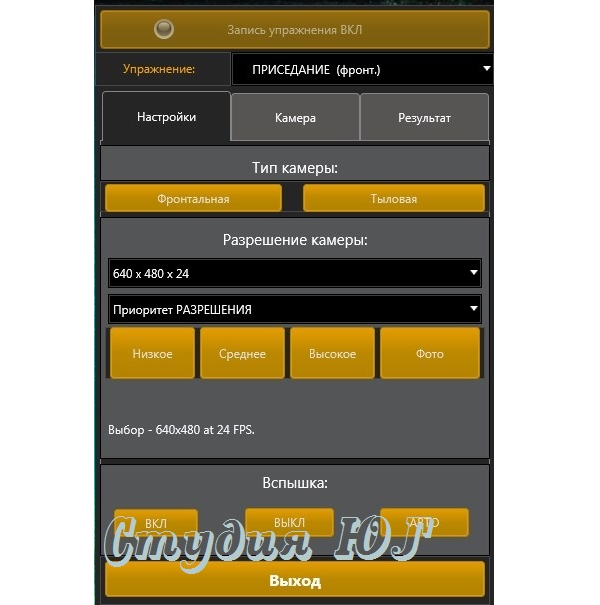 Запись упражнения ВКЛ
Упражнение: ПРИСЕДАНИЕ (фронт.)
Настройки Камера Результат
Тип камеры:
Фронтальная Тыловая
Разрешение камеры:
640 x 480 x 24
Приоритет РАЗРЕШЕНИЯ
Низкое Среднее Высокое Фото
Выбор - 640x480 at 24 FPS.
Вспышка:
ВКЛ ВЫКЛ АВТО
Студия ЮГ
Выход